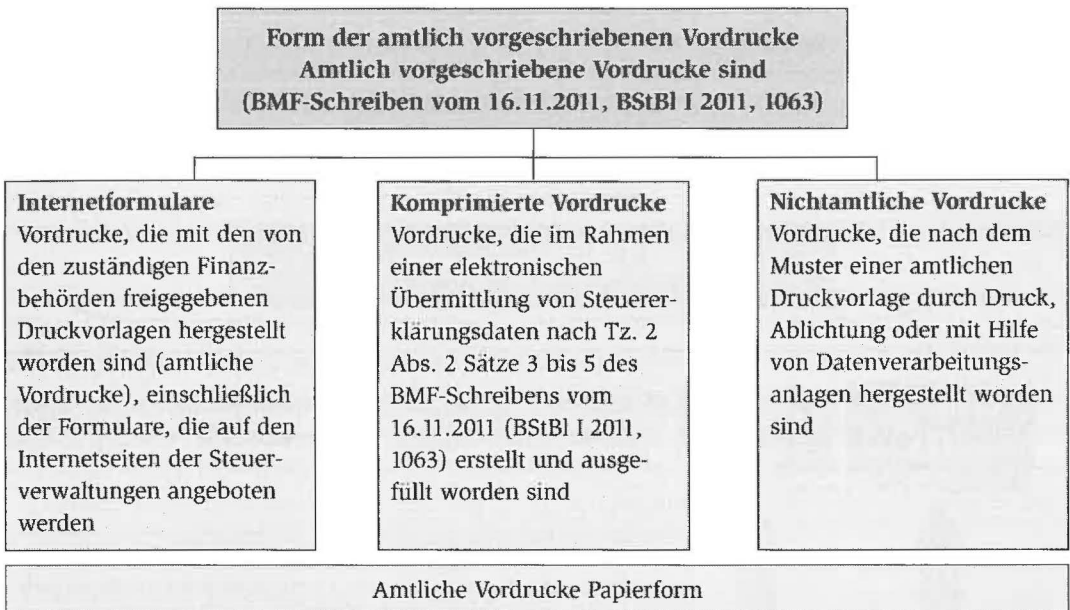 Form der amtlich vorgeschriebenen Vordrucke
Amtlich vorgeschriebene Vordrucke sind
(BMF-Schreiben vom 16.11.2011, BStBl I 2011, 1063)
Internetformulare
Vordrucke, die mit den von
den zuständigen Finanz-
behörden freigegebenen
Druckvorlagen hergestellt
worden sind (amtliche
Vordrucke), einschließlich
der Formulare, die auf den
Internetseiten der Steuer-
verwaltungen angeboten
werden
Komprimierte Vordrucke
Vordrucke, die im Rahmen
einer elektronischen
Übermittlung von Steuerer-
klärungsdaten nach Tz. 2
Abs. 2 Sätze 3 bis 5 des
BMF-Schreibens vom
16.11.2011 (BStBl I 2011,
1063) erstellt und ausge-
füllt worden sind
Nichtamtliche Vordrucke
Vordrucke, die nach dem
Muster einer amtlichen
Druckvorlage durch Druck,
Ablichtung oder mit Hilfe
von Datenverarbeitungs-
anlagen hergestellt worden
sind
Amtliche Vordrucke Papierform